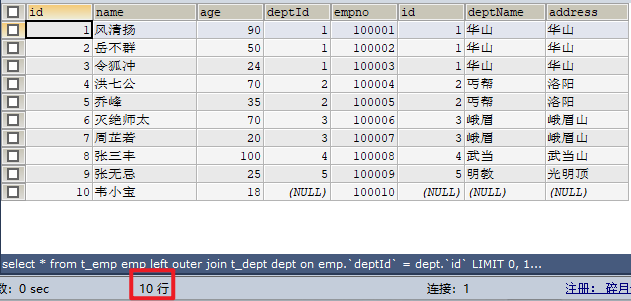 id name age deptId empno id deptName address
1 风清扬 90 1 100001 1 华山 华山
2 岳不群 50 1 100002 1 华山 华山
3 令狐冲 24 1 100003 1 华山 华山
4 洪七公 70 2 100004 2 丐帮 洛阳
5 乔峰 35 2 100005 2 丐帮 洛阳
6 灭绝师太 70 3 100006 3 峨眉 峨眉山
7 周芷若 20 3 100007 3 峨眉 峨眉山
8 张三丰 100 4 100008 4 武当 武当山
9 张无忌 25 5 100009 5 明教 光明顶
10 韦小宝 18 (NULL) 100010 (NULL) (NULL) (NULL)
select * from t_emp emp left outer join t_dept dept on emp.`deptId` = dept.`id` LIMIT 0, 1...
数: 0 sec 10 行 连接: 1 注册: 碎月